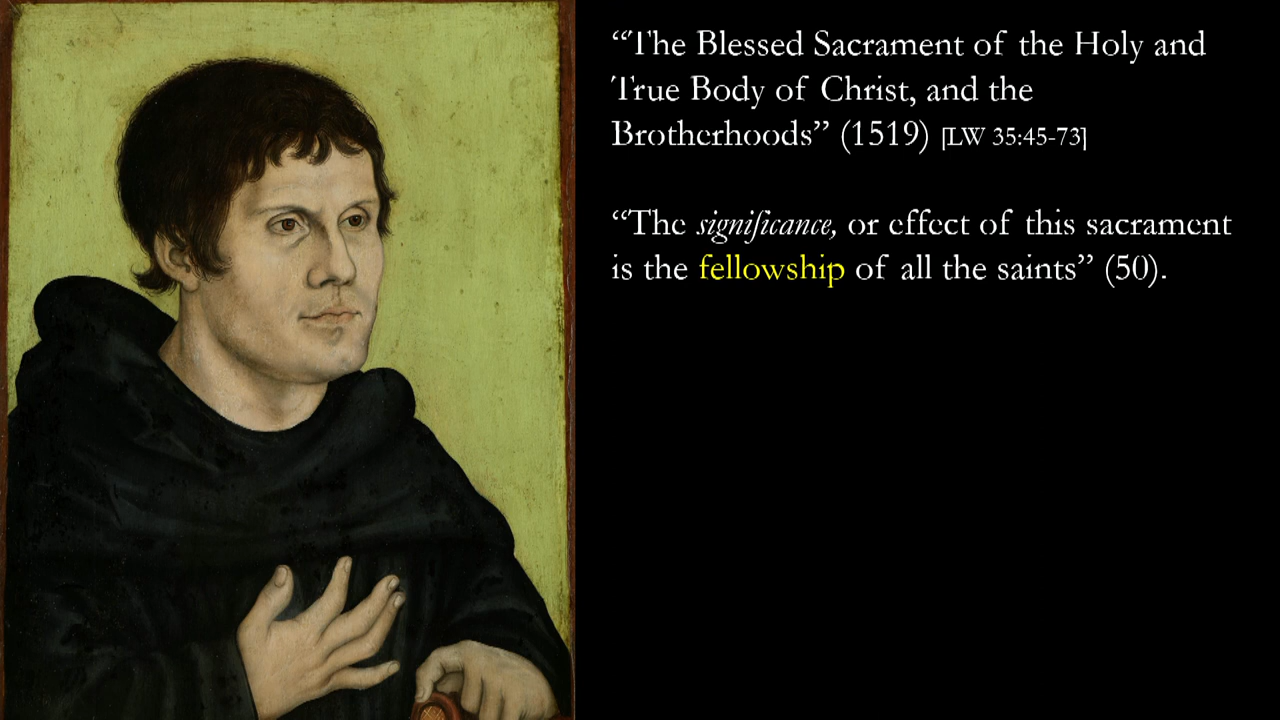 “The Blessed Sacrament of the Holy and
True Body of Christ, and the
Brotherhoods” (1519) [LW 35:45-73]
“The significance, or effect of this sacrament
is the fellowship of all the saints” (50).